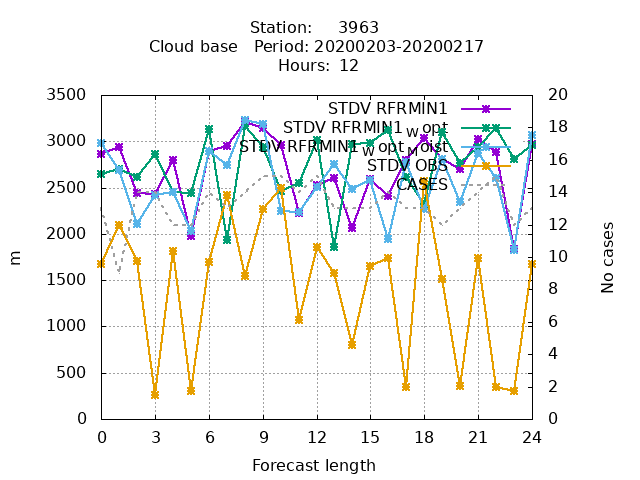 Station: 3963
Cloud base Period: 20200203-20200217
Hours: 12
3500
3000
2500
2000
1500
1000
500
0
m
20
18
16
14
12
10
8
6
4
2
0
No cases
STDV RFRMIN1
STDV RFRMIN1 W opt
STDV RFRMIN1 W opt M oist
STDV OBS
CASES
0 3 6 9 12 15 18 21 24
Forecast length